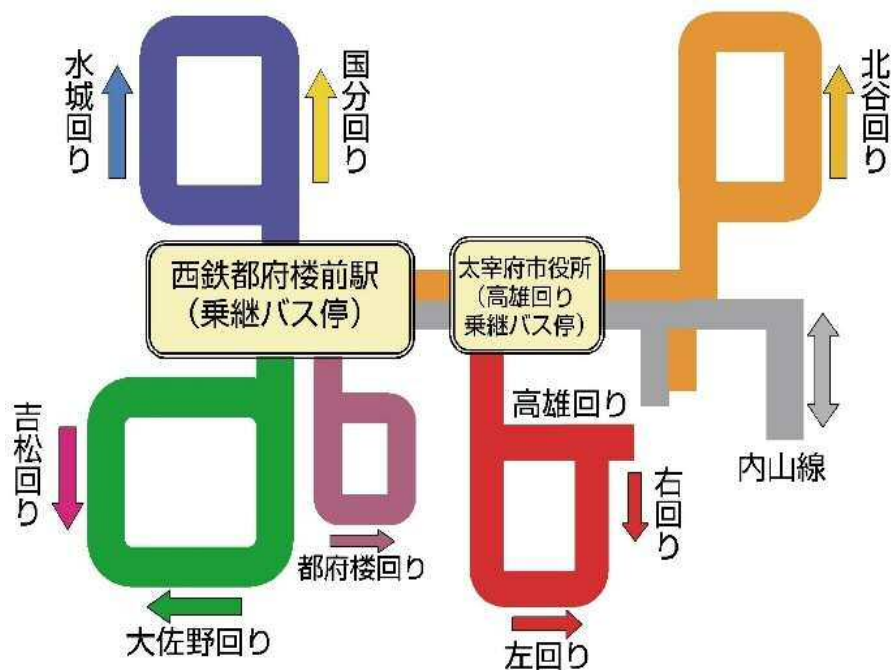 水城回り
国分回り
北谷回り
西鉄都府楼前駅
(乗継バス停)
太宰府市役所
(高雄回り
乗継バス停)
高雄回り
吉松回り
内山線
右回り
都府楼回り
大佐野回り
左回り